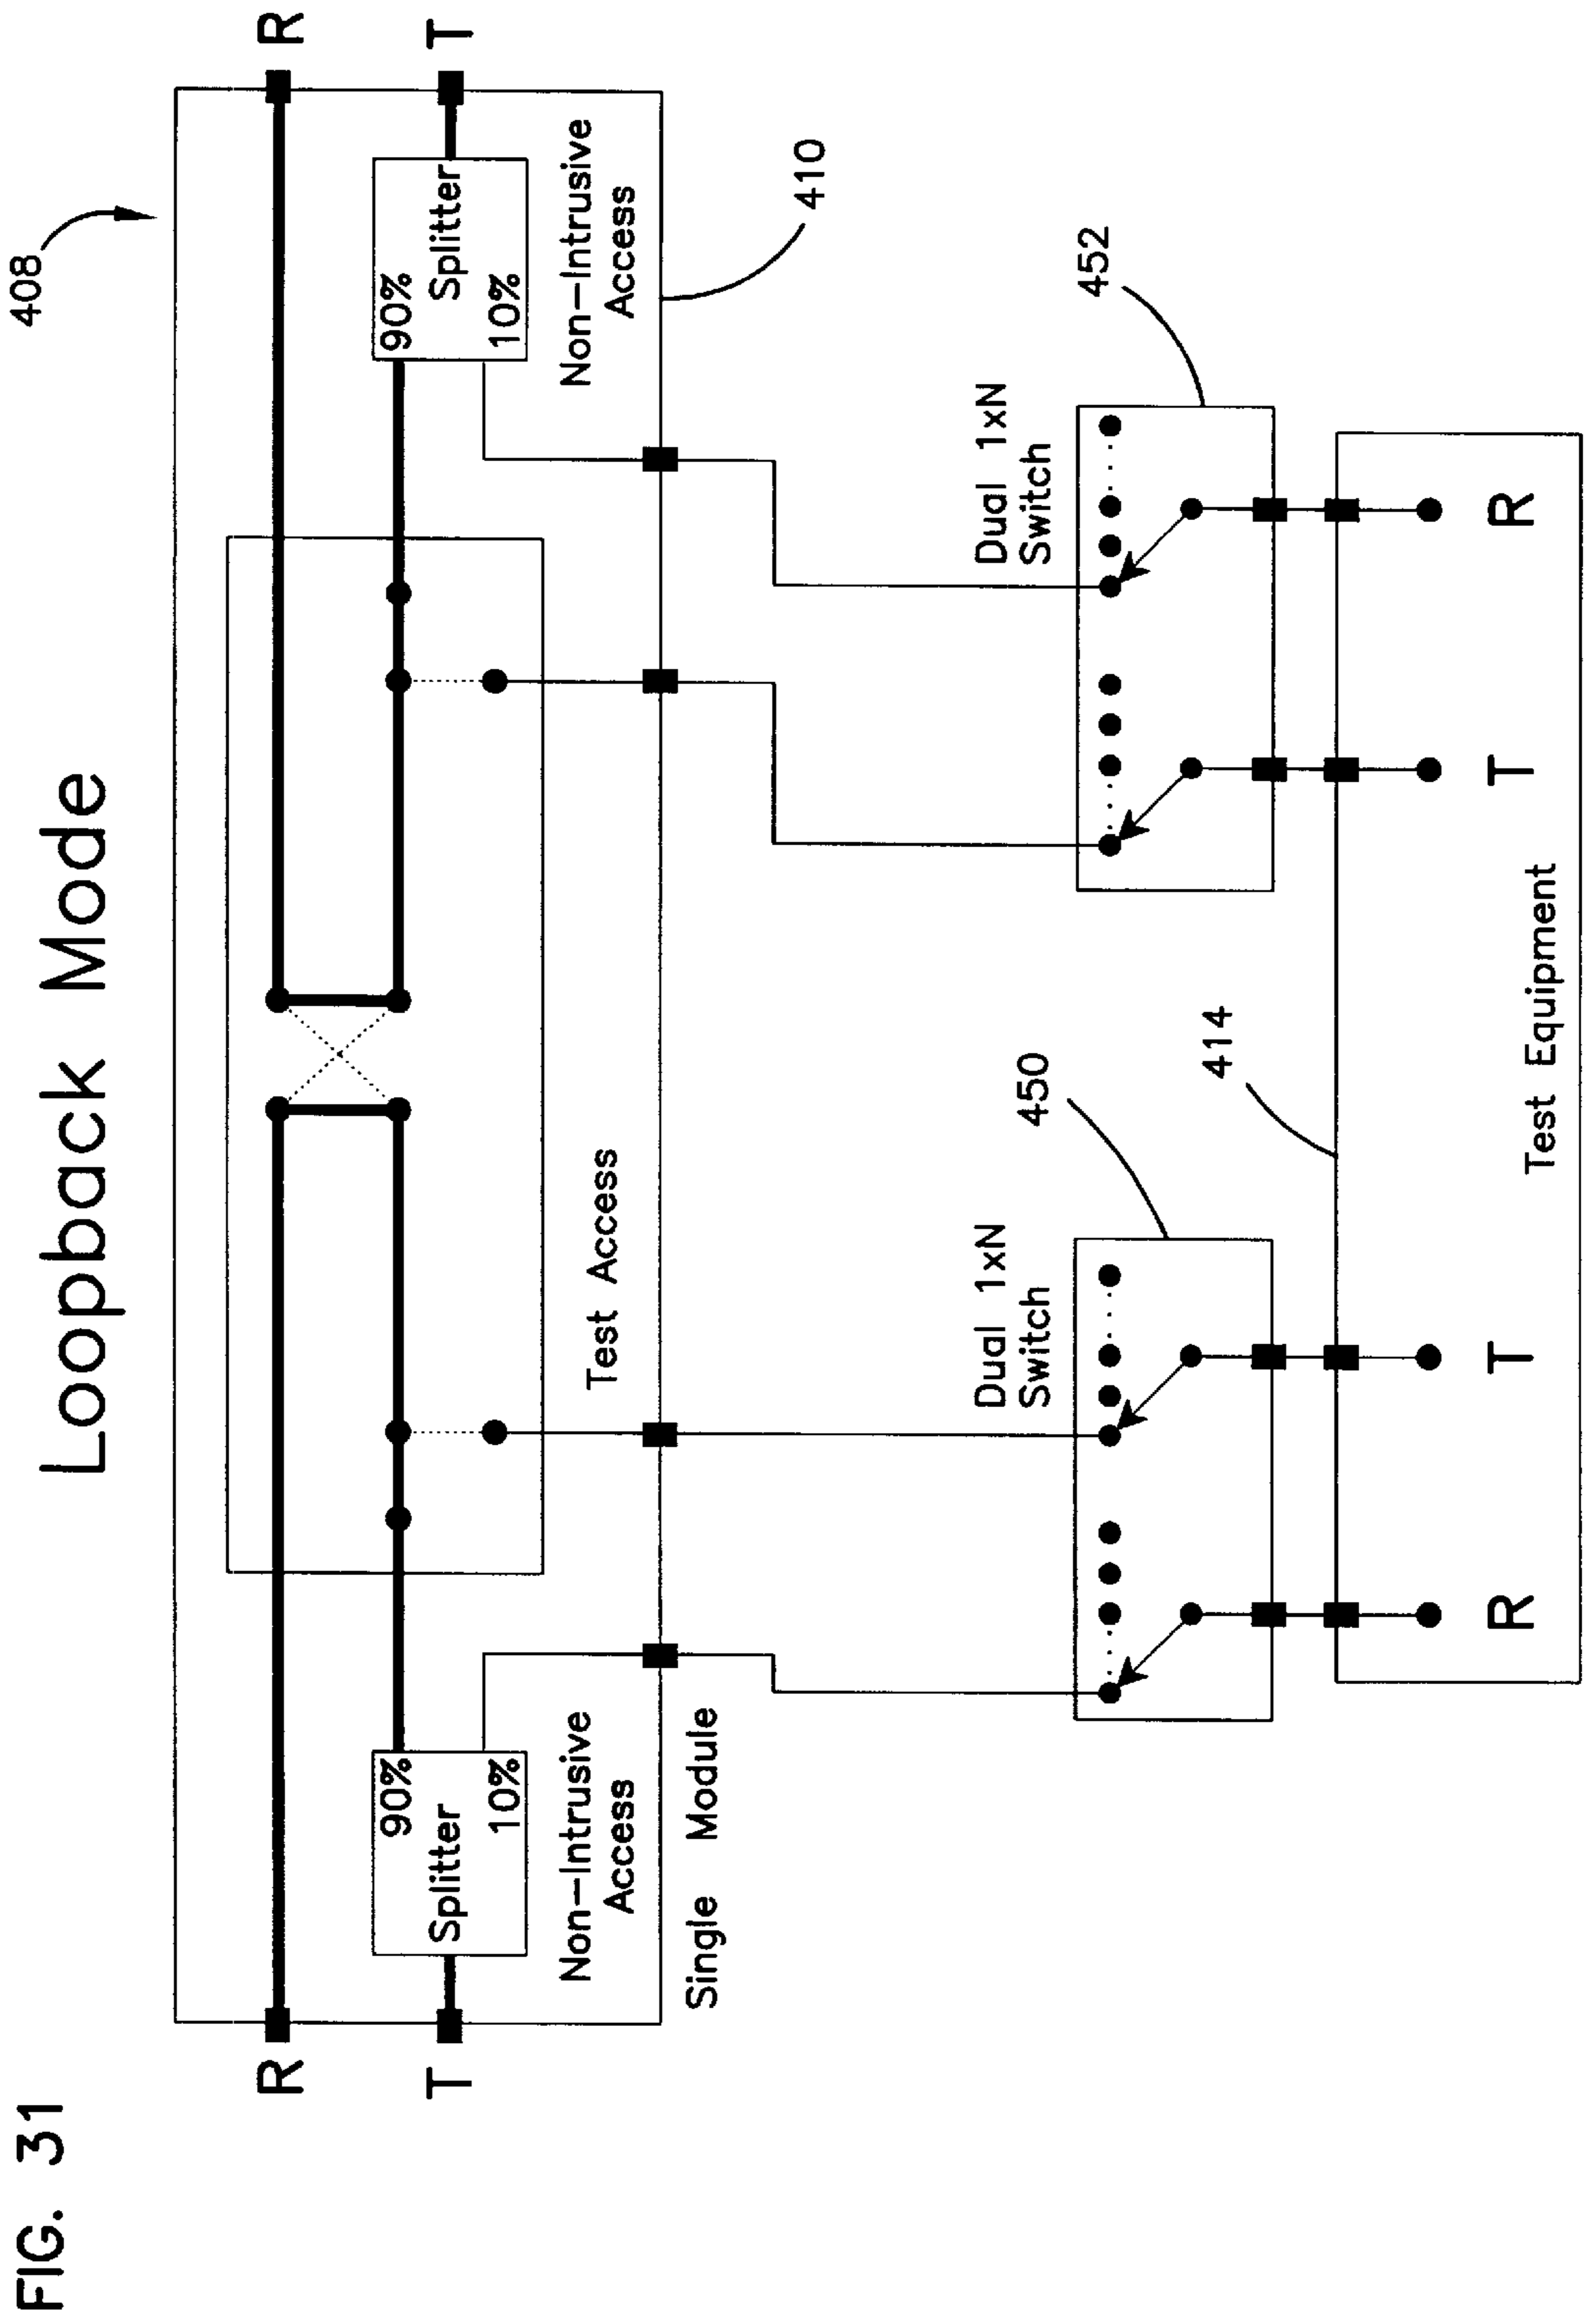 FIG. 31
Loopback Mode
408
R
R
T
T
Splitter
90%
10%
90%
Splitter
10%
Non-Intrusive
Access
Test Access
Non-Intrusive
Access
410
Single Module
Dual 1xN
Switch
450
Dual 1xN
Switch
452
414
R
T
T
R
Test Equipment